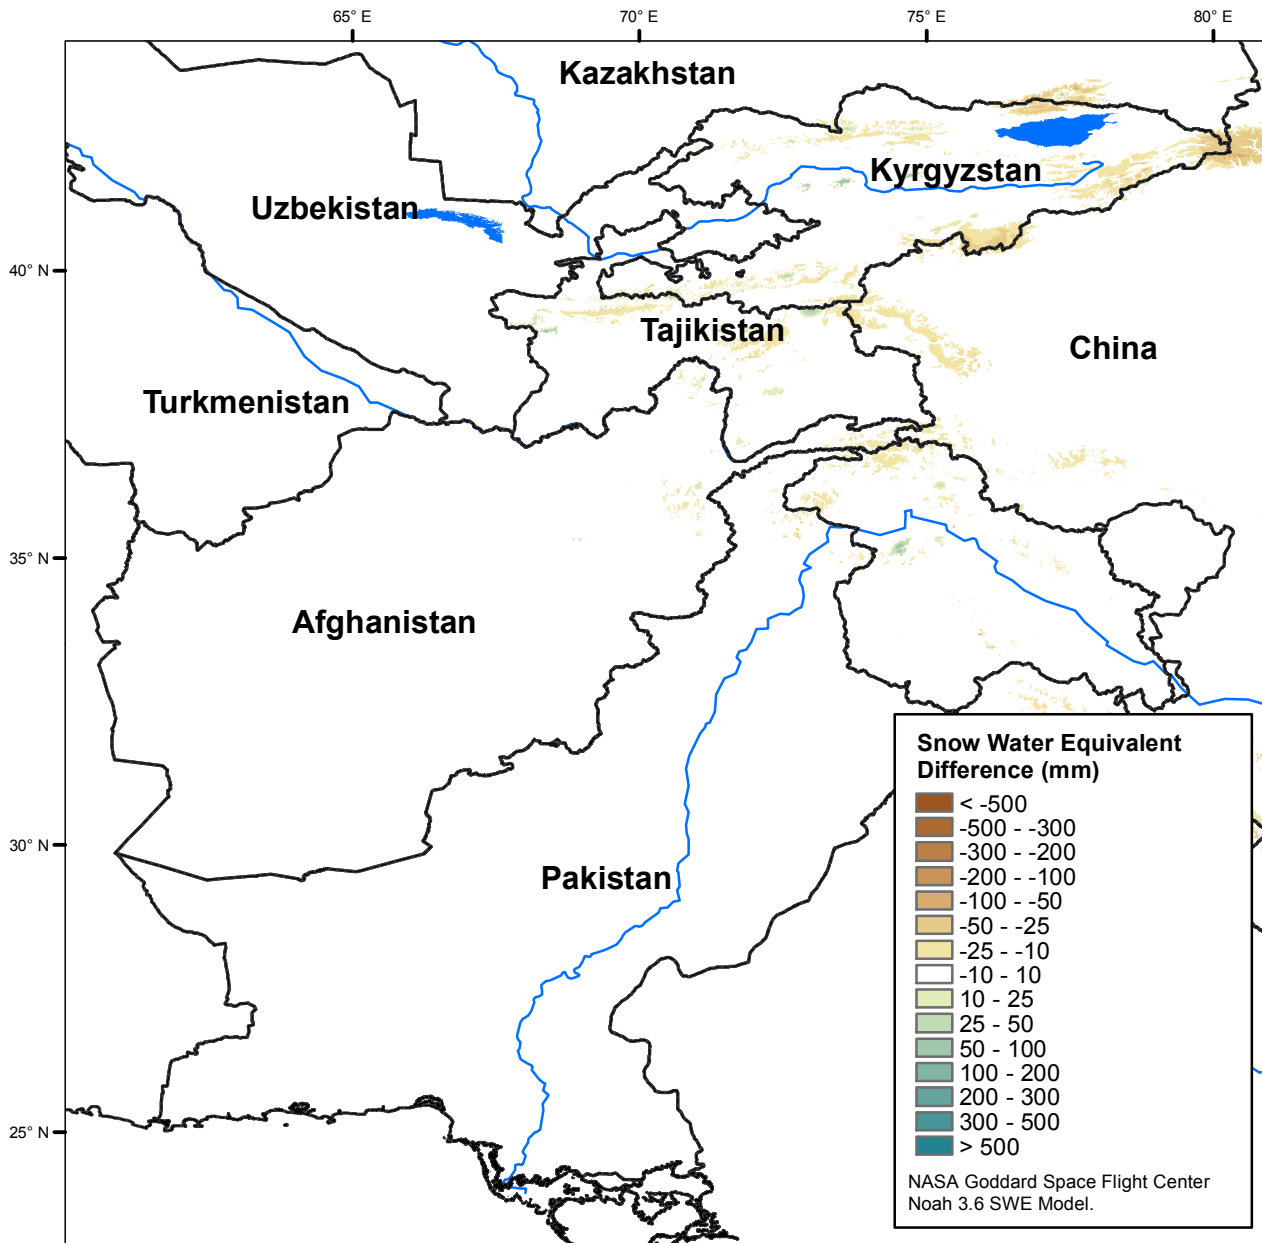 65° E
70° E
75° E
80° E
Kazakhstan
Kyrgyzstan
Uzbekistan
40° N
Tajikistan
China
Turkmenistan
35° N
Afghanistan
30° N
Pakistan
25° N
Snow Water Equivalent
Difference (mm)
< -500
-500 - -300
-300 - -200
-200 - -100
-100 - -50
-50 - -25
-25 - -10
-10 - 10
10 - 25
25 - 50
50 - 100
100 - 200
200 - 300
300 - 500
> 500
NASA Goddard Space Flight Center
Noah 3.6 SWE Model.